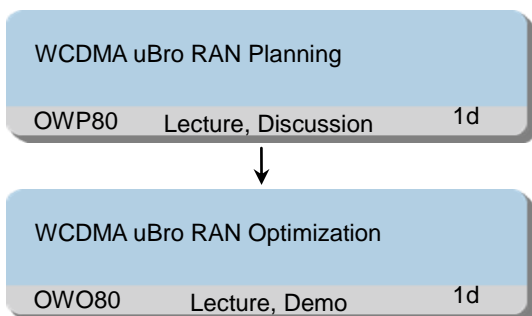 WCDMA uBro RAN Planning
OWP80 Lecture, Discussion 1d
WCDMA uBro RAN Optimization
OWO80 Lecture, Demo 1d